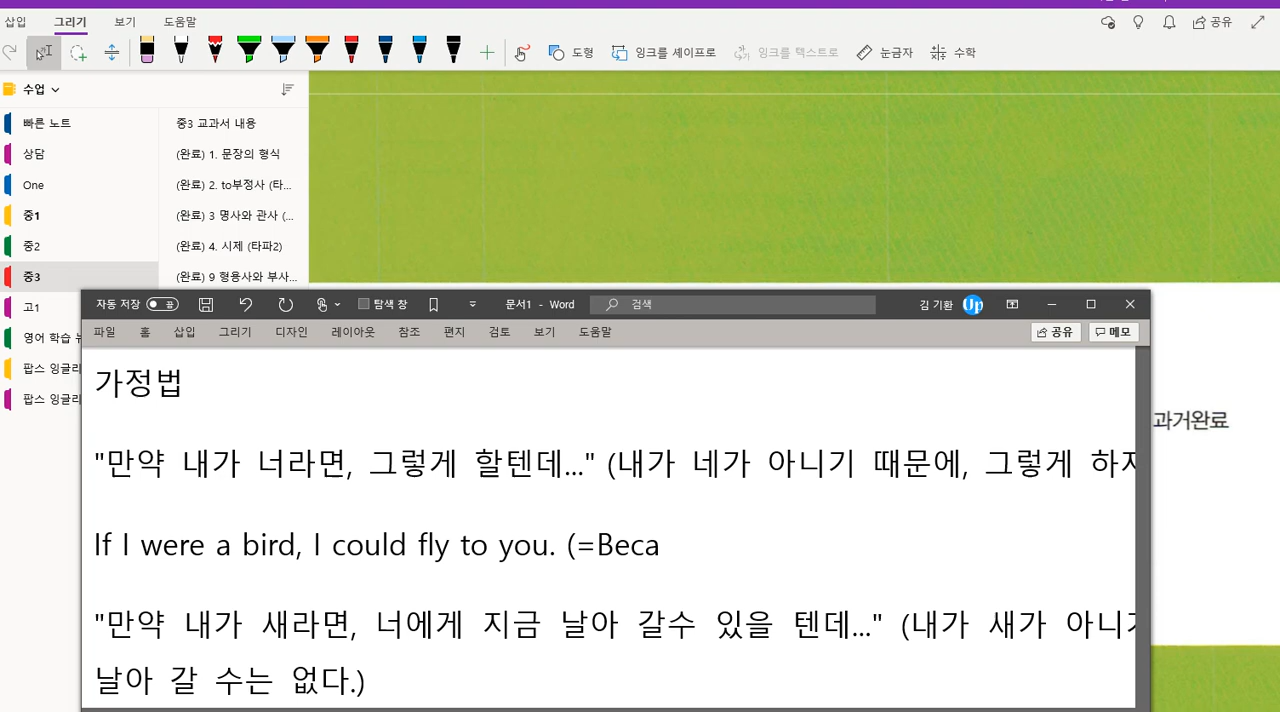 삽입 그리기 보기 도움말 공유
도형 잉크를 셰이프로 잉크를 텍스트로 눈금자 수학
수업
빠른 노트 중3 교과서 내용
상담 (완료) 1. 문장의 형식
One (완료) 2. to부정사 (타...
중1 (완료) 3 명사와 관사 (...
중2 (완료) 4. 시제 (타파2)
중3 (완료) 9 형용사와 부사...
고1
영어 학습
팝스 잉글리
팝스 잉글리
자동 저장 끔 탐색 창 문서1 - Word 검색 김 기환 Up
파일 홈 삽입 그리기 디자인 레이아웃 참조 편지 검토 보기 도움말 공유 메모
가정법
과거완료
"만약 내가 너라면, 그렇게 할텐데..." (내가 네가 아니기 때문에, 그렇게
If I were a bird, I could fly to you. (=Beca
"만약 내가 새라면, 너에게 지금 날아 갈수 있을 텐데..." (내가 새가
날아 갈 수는 없다.)